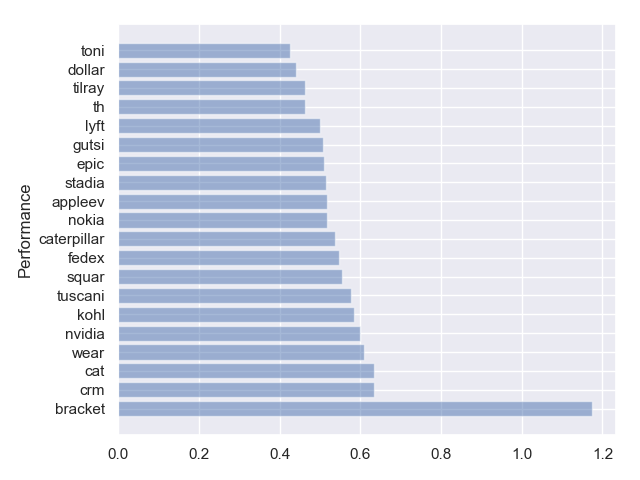 toni
dollar
tilray
th
lyft
gutsi
epic
stadia
appleev
nokia
caterpillar
fedex
squar
tuscani
kohl
nvidia
wear
cat
crm
bracket
Performance
0.0 0.2 0.4 0.6 0.8 1.0 1.2